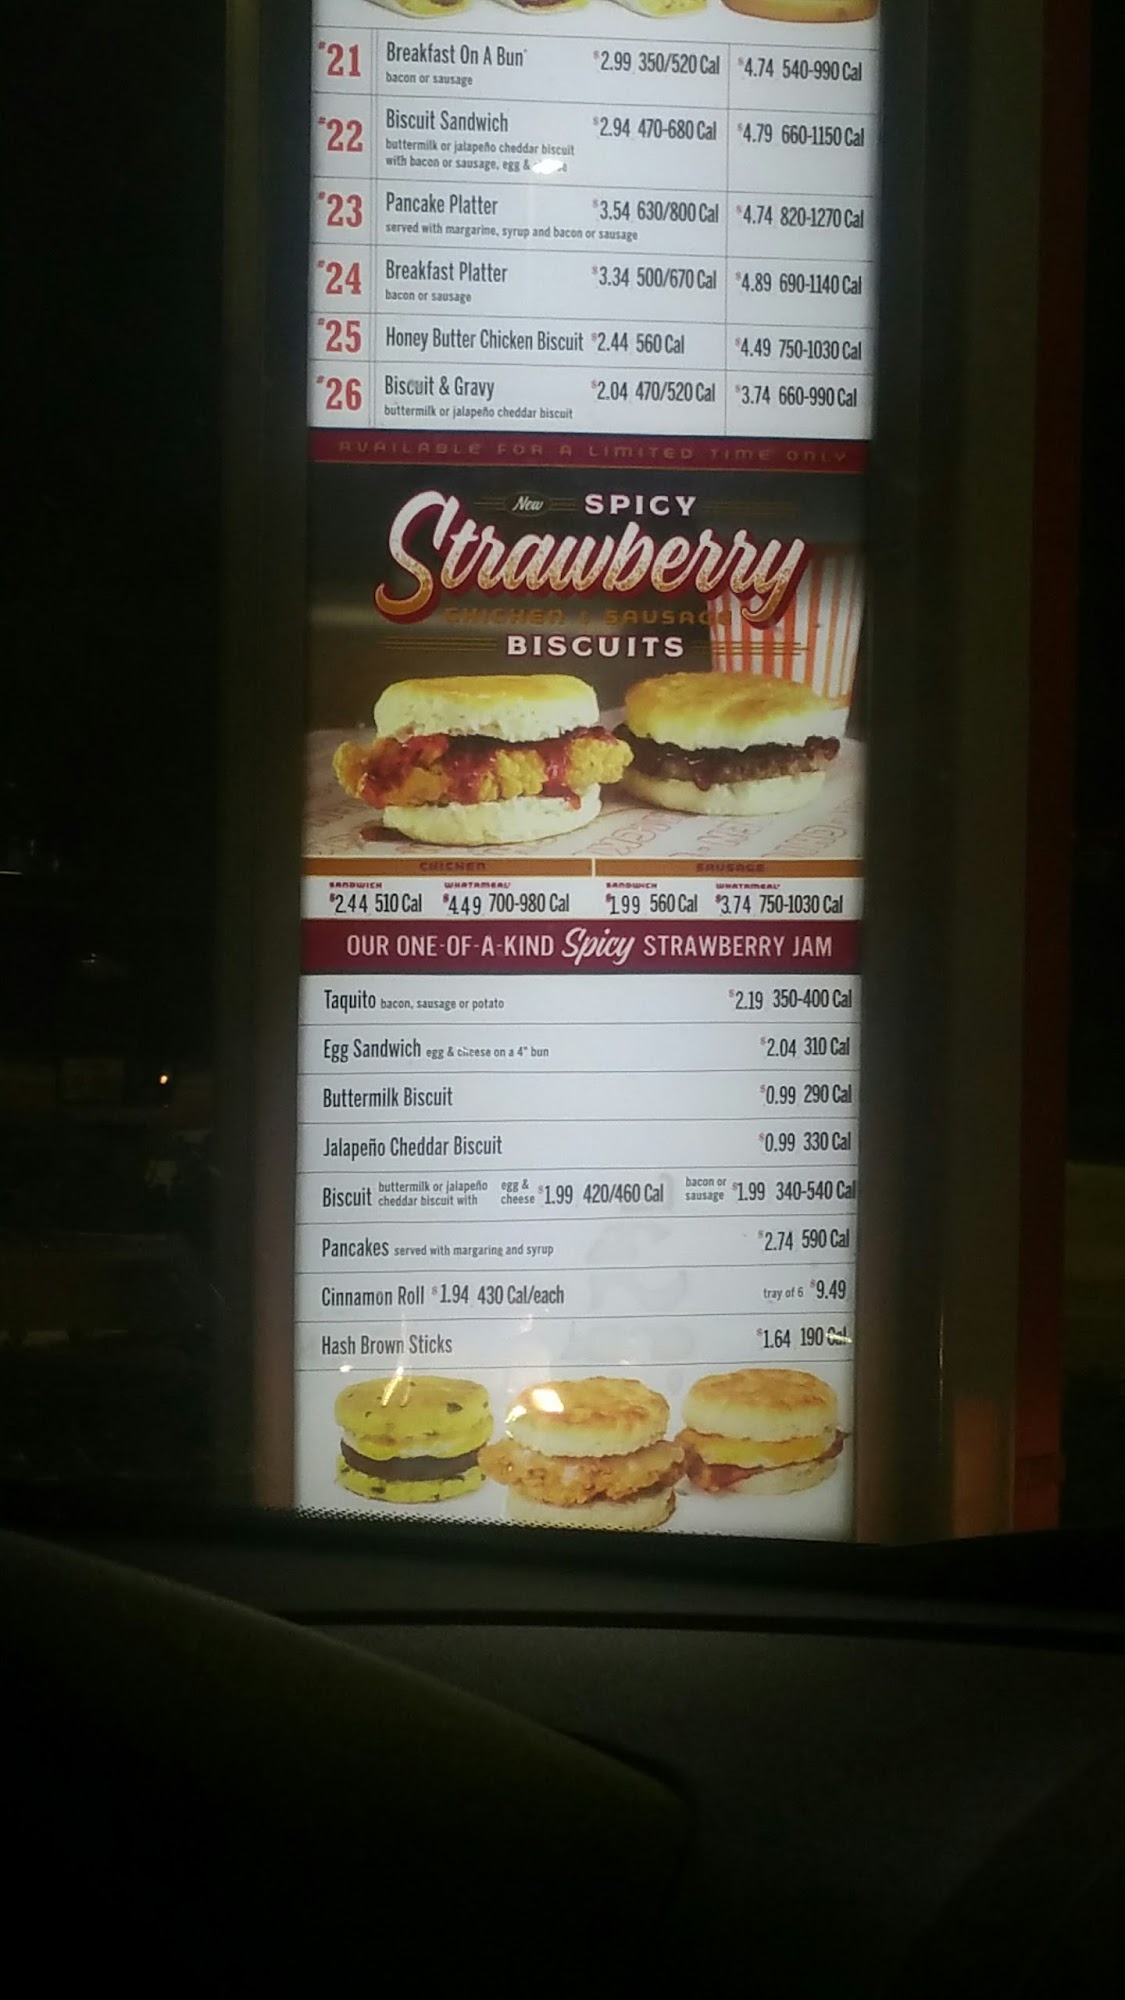 #21 Breakfast On A Bun $2.99 350/520 Cal $4.74 540-990 Cal
bacon or sausage
#22 Biscuit Sandwich $2.94 470-680 Cal $4.79 660-1150 Cal
buttermilk or jalapeño cheddar biscuit
with bacon or sausage, egg &
#23 Pancake Platter $3.54 630/800 Cal $4.74 820-1270 Cal
served with margarine, syrup and bacon or sausage
#24 Breakfast Platter $3.34 500/670 Cal $4.89 690-1140 Cal
bacon or sausage
#25 Honey Butter Chicken Biscuit $2.44 560 Cal $4.49 750-1030 Cal
#26 Biscuit & Gravy $2.04 470/520 Cal $3.74 660-990 Cal
buttermilk or jalapeño cheddar biscuit
AVAILABLE FOR A LIMITED TIME ONLY
New SPICY
Strawberry
CHICKEN & SAUSAGE
BISCUITS
CHICKEN SAUSAGE
SANDWICH WHATAMEAL SANDWICH WHATAMEAL
$2.44 510 Cal $4.49 700-980 Cal $1.99 560 Cal $3.74 750-1030 Cal
OUR ONE-OF-A-KIND Spicy STRAWBERRY JAM
Taquito bacon, sausage or potato $2.19 350-400 Cal
Egg Sandwich egg & cheese on a 4" bun $2.04 310 Cal
Buttermilk Biscuit $0.99 290 Cal
Jalapeño Cheddar Biscuit $0.99 330 Cal
Biscuit buttermilk or jalapeño cheddar biscuit with egg & cheese $1.99 420/460 Cal bacon or sausage $1.99 340-540 Cal
Pancakes served with margarine and syrup $2.74 590 Cal
Cinnamon Roll $1.94 430 Cal/each tray of 6 $9.49
Hash Brown Sticks $1.64 190 Cal